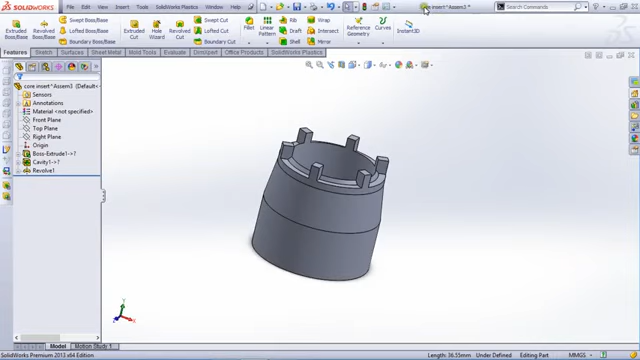 SOLIDWORKS
insert^Assem3 *
Search Commands
Extruded Boss/Base
Revolved Boss/Base
Swept Boss/Base
Lofted Boss/Base
Boundary Boss/Base
Extruded Cut
Hole Wizard
Revolved Cut
Swept Cut
Lofted Cut
Boundary Cut
Fillet
Linear Pattern
Rib
Draft
Shell
Wrap
Intersect
Mirror
Reference Geometry
Curves
Instant3D
File Edit View Insert Tools SolidWorks Plastics Window Help
Features Sketch Surfaces Sheet Metal Mold Tools Evaluate DimXpert Office Products SolidWorks Plastics
core insert^Assem3 (Default<
Sensors
Annotations
Material <not specified>
Front Plane
Top Plane
Right Plane
Origin
Boss-Extrude1->?
Cavity1->?
Revolve1
Model Motion Study 1
SolidWorks Premium 2013 x64 Edition
Length: 36.55mm Under Defined Editing Part MMGS